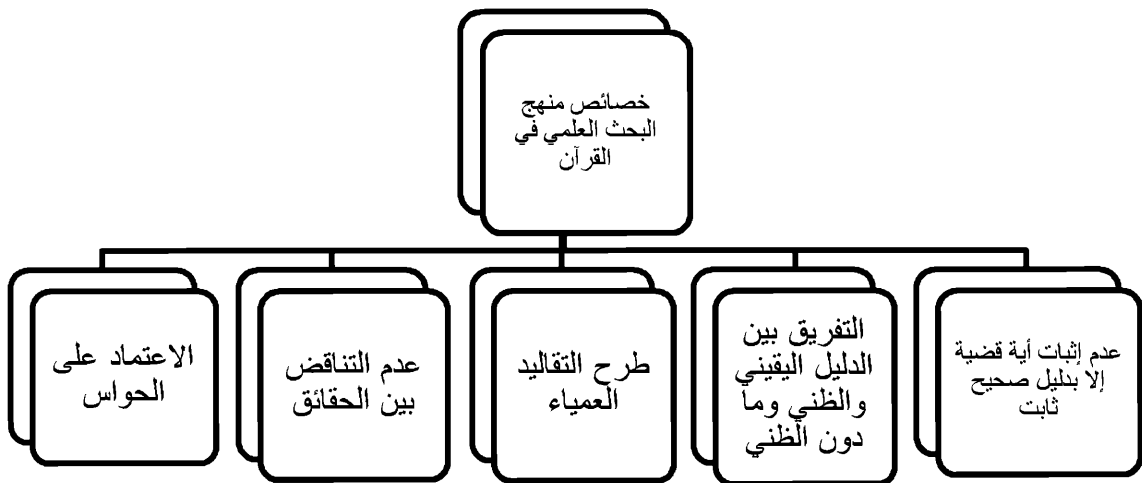 خصائص منهج
البحث العلمي في
القرآن
عدم إثبات أية قضية
إلا بدليل صحيح
ثابت
التفريق بين
الدليل اليقيني
والظني وما
دون الظني
طرح التقاليد
العمياء
عدم التناقض
بين الحقائق
الاعتماد على
الحواس